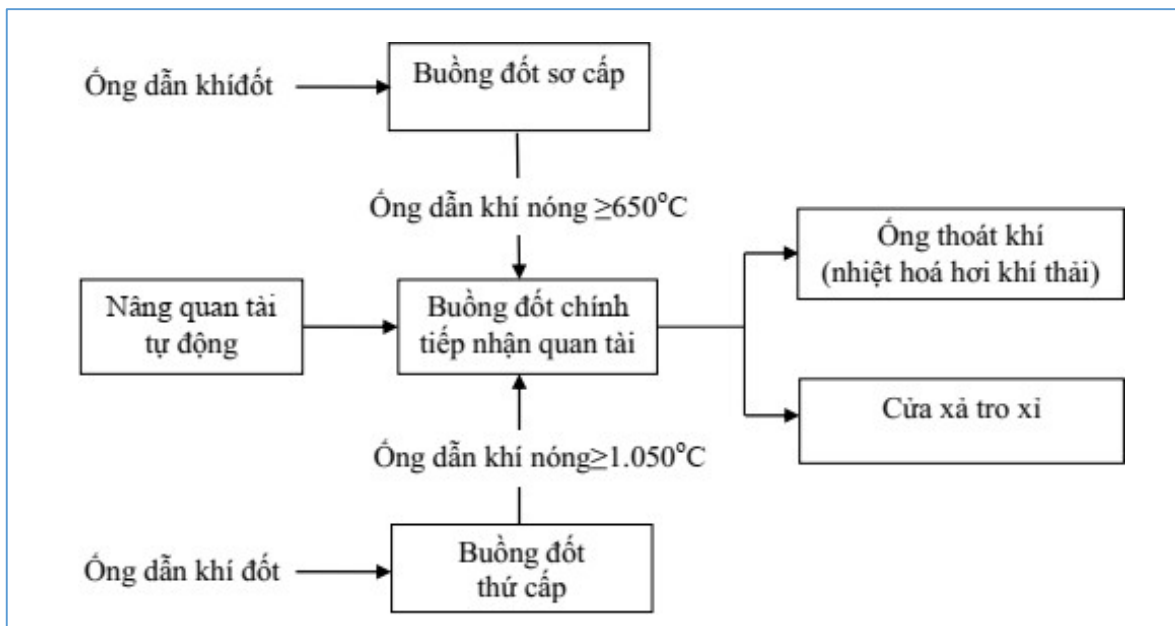 Ống dẫn khíđốt
Buồng đốt sơ cấp
Ống dẫn khí nóng ≥650°C
Nâng quan tài
tự động
Buồng đốt chính
tiếp nhận quan tài
Ống thoát khí
(nhiệt hoá hơi khí thải)
Cửa xả tro xỉ
Ống dẫn khí nóng≥1.050°C
Ống dẫn khí đốt
Buồng đốt
thứ cấp